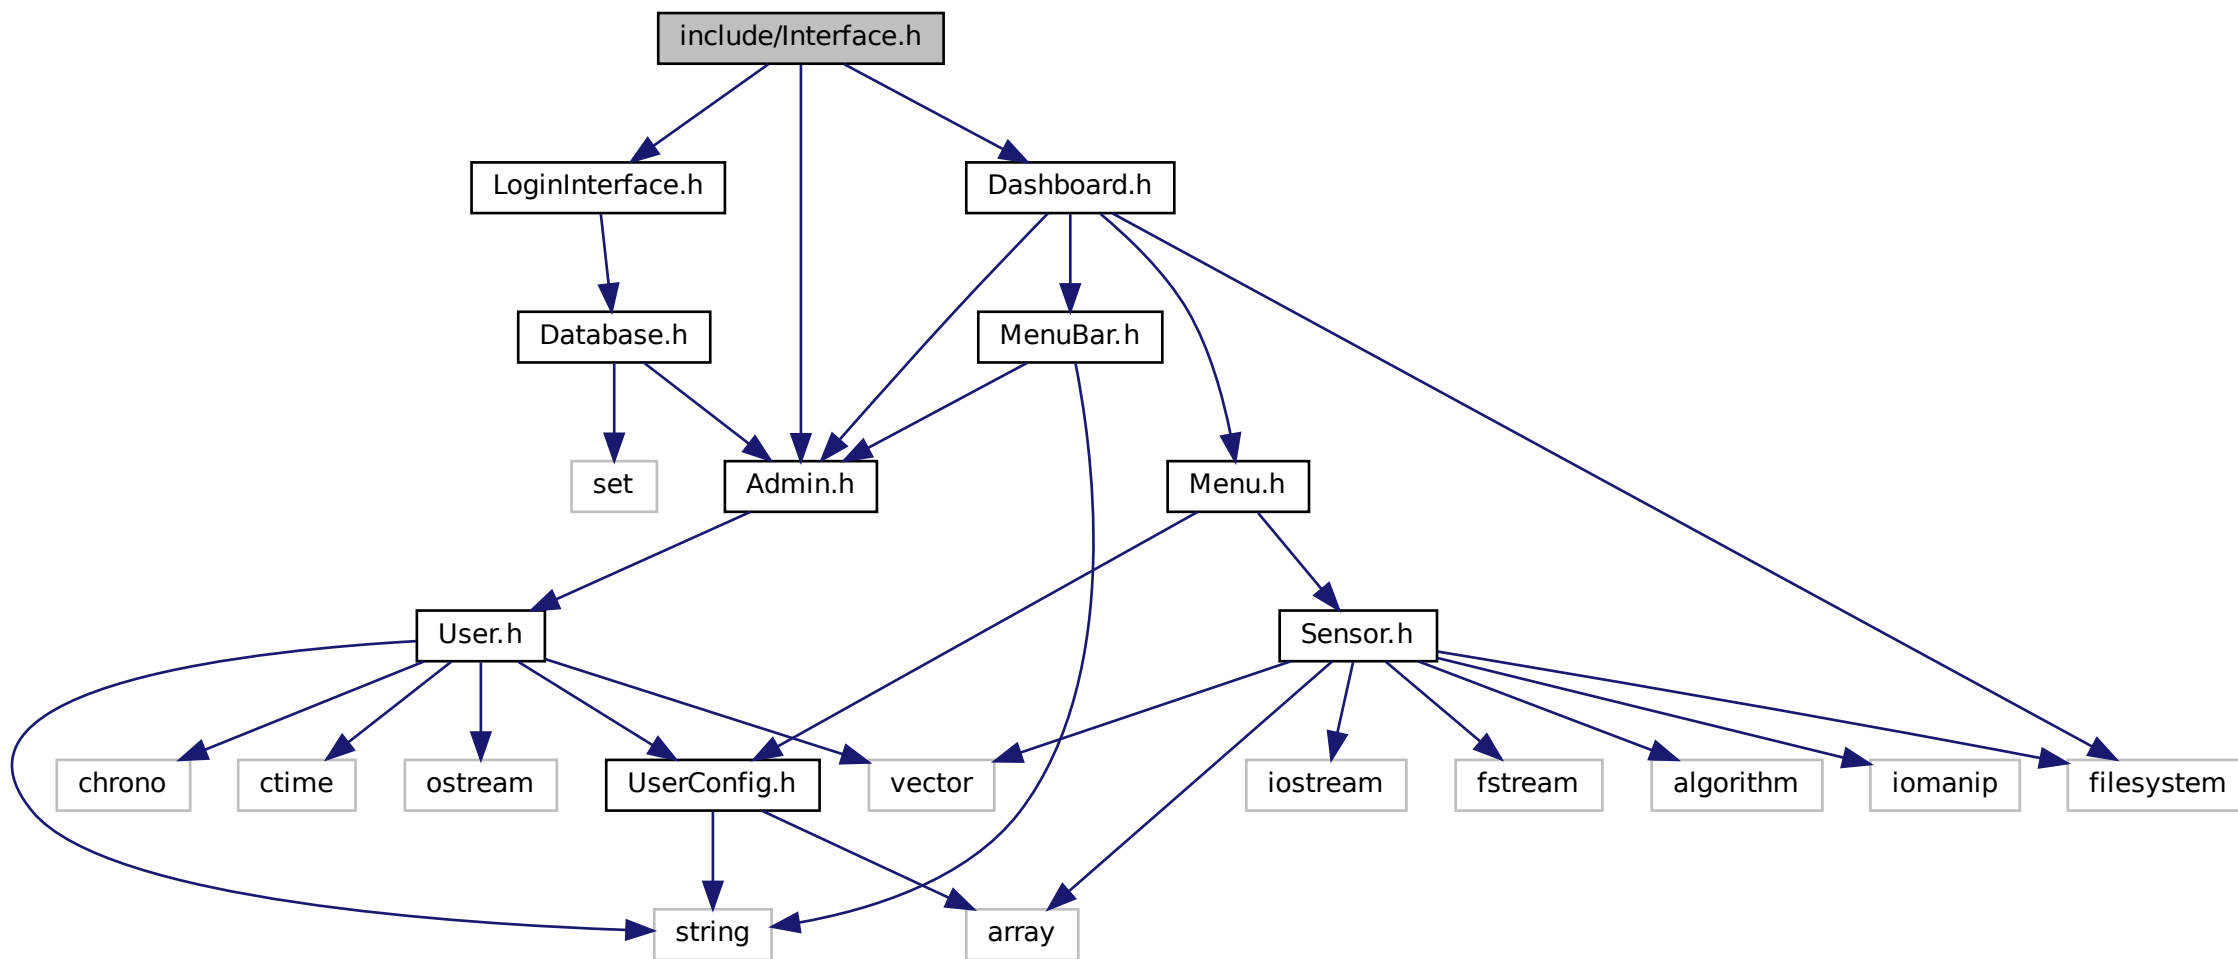 include/Interface.h
LoginInterface.h
Dashboard.h
Database.h
MenuBar.h
set
Admin.h
Menu.h
User.h
Sensor.h
chrono
ctime
ostream
UserConfig.h
vector
iostream
fstream
algorithm
iomanip
filesystem
string
array